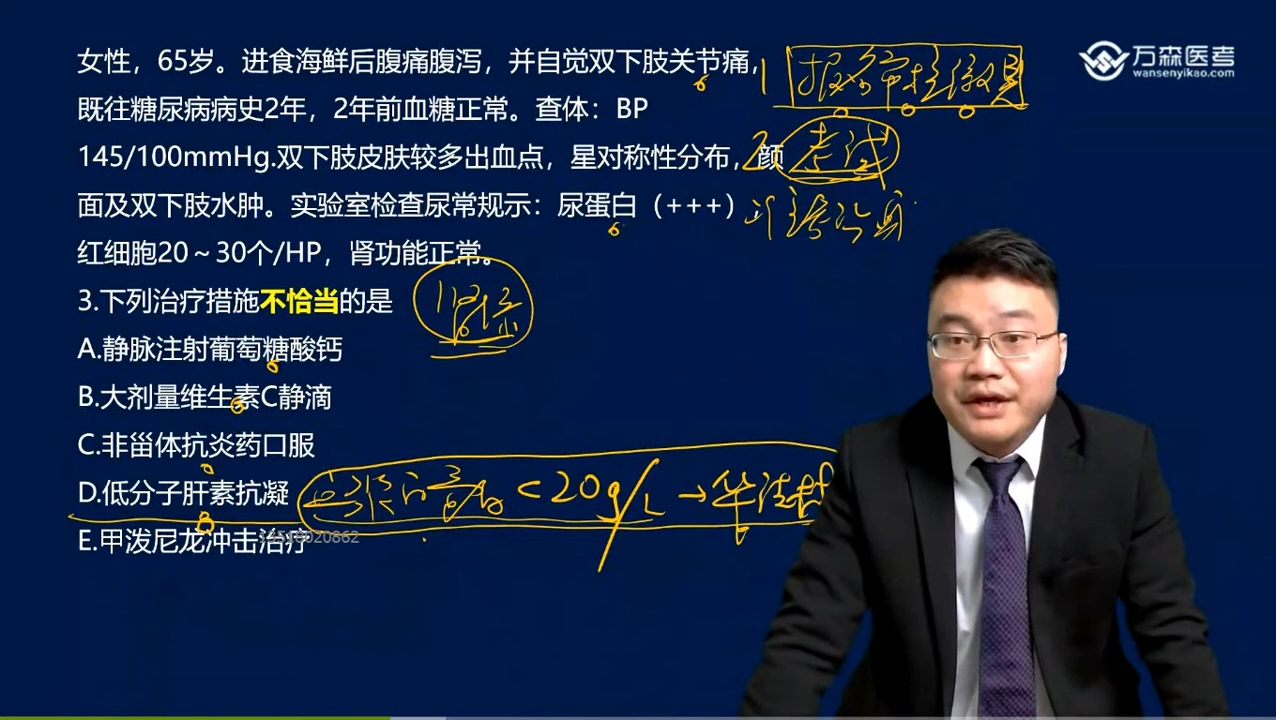 万森医考
wansenyikao.com
女性，65岁。进食海鲜后腹痛腹泻，并自觉双下肢关节痛，
既往糖尿病病史2年，2年前血糖正常。查体：BP
145/100mmHg.双下肢皮肤较多出血点，星对称性分布，颜
面及双下肢水肿。实验室检查尿常规示：尿蛋白（+++）
红细胞20～30个/HP，肾功能正常。
3.下列治疗措施不恰当的是
A.静脉注射葡萄糖酸钙
B.大剂量维生素C静滴
C.非甾体抗炎药口服
D.低分子肝素抗凝
E.甲泼尼龙冲击治疗
考试
<20g/L→华法林